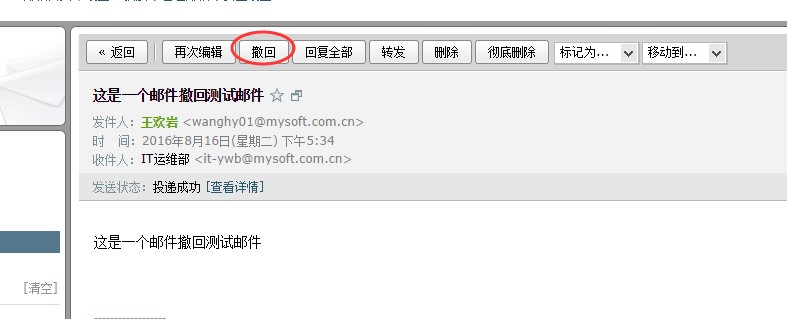 « 返回 再次编辑 撤回 回复全部 转发 删除 彻底删除 标记为... 移动到...
这是一个邮件撤回测试邮件
发件人：王欢岩 <wanghy01@mysoft.com.cn>
时 间：2016年8月16日(星期二) 下午5:34
收件人：IT运维部 <it-ywb@mysoft.com.cn>
发送状态：投递成功 [查看详情]
这是一个邮件撤回测试邮件
[清空]